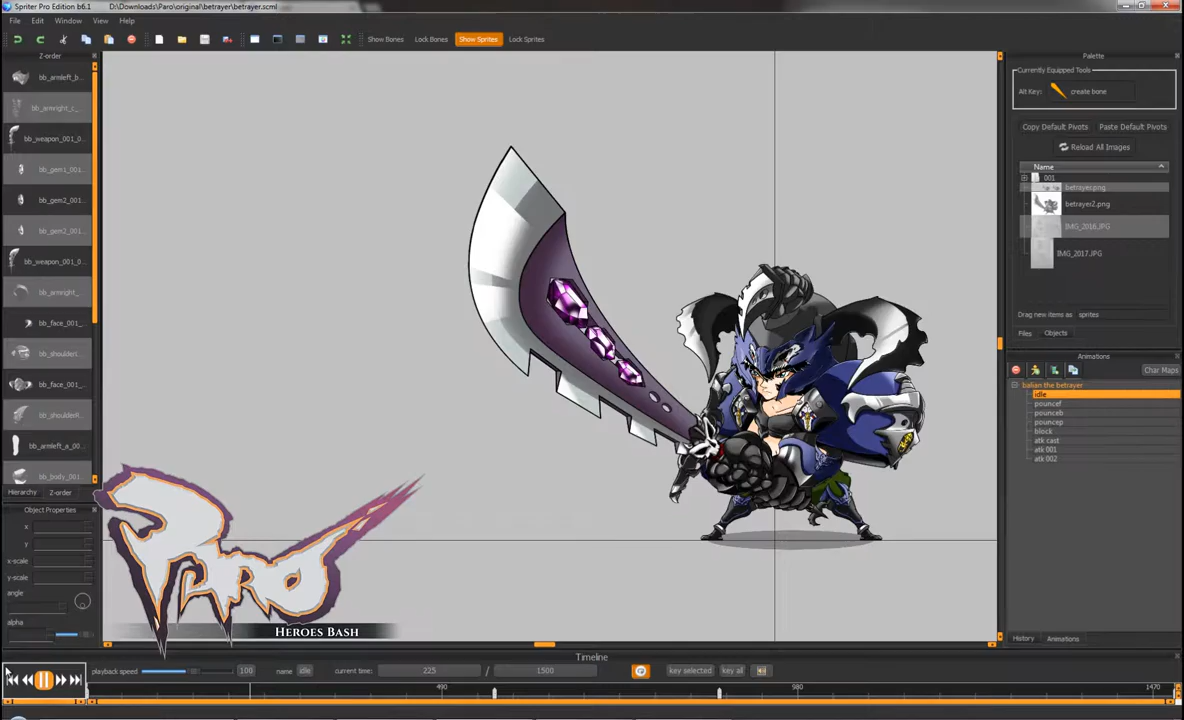 Spriter Pro Edition b6.1 D:\Downloads\Paro\original\betrayer\betrayer.scml
File Edit Window View Help
Show Bones Lock Bones Show Sprites Lock Sprites
Z-order
bb_armleft_b...
bb_armright_c_
bb_weapon_001_0
bb_gem1_001
bb_gem2_001
bb_gem2_001
bb_weapon_001_0
bb_armright_
bb_face_001_
bb_shoulderl
bb_face_001_
bb_shoulderR
bb_armleft_a_00...
bb_body_001
Hierarchy Z-order
Object Properties
x
y
x-scale
y-scale
angle
alpha
Paro
HEROES BASH
Palette
Currently Equipped Tools
Alt Key: create bone
Copy Default Pivots Paste Default Pivots
Reload All Images
Name
001
betrayer.png
betrayer2.png
IMG_2016.JPG
IMG_2017.JPG
Drag new items as sprites
Files Objects
Animations
Char Maps
balian the betrayer
idle
pouncef
pounceb
pouncep
block
atk cast
atk 001
atk 002
History Animations
Timeline
playback speed 100 name idle current time: 225 / 1500 key selected key all
490 980 1470